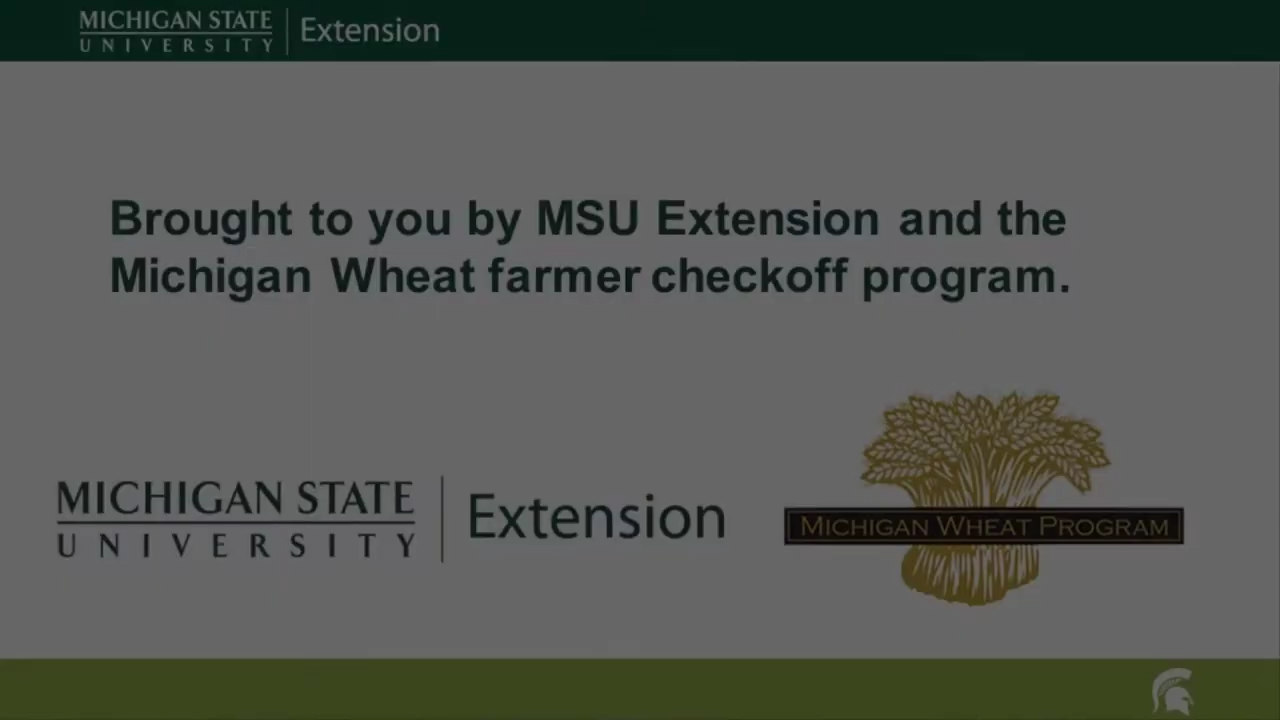 MICHIGAN STATE
UNIVERSITY
Extension
Brought to you by MSU Extension and the
Michigan Wheat farmer checkoff program.
MICHIGAN STATE
UNIVERSITY
Extension
MICHIGAN WHEAT PROGRAM